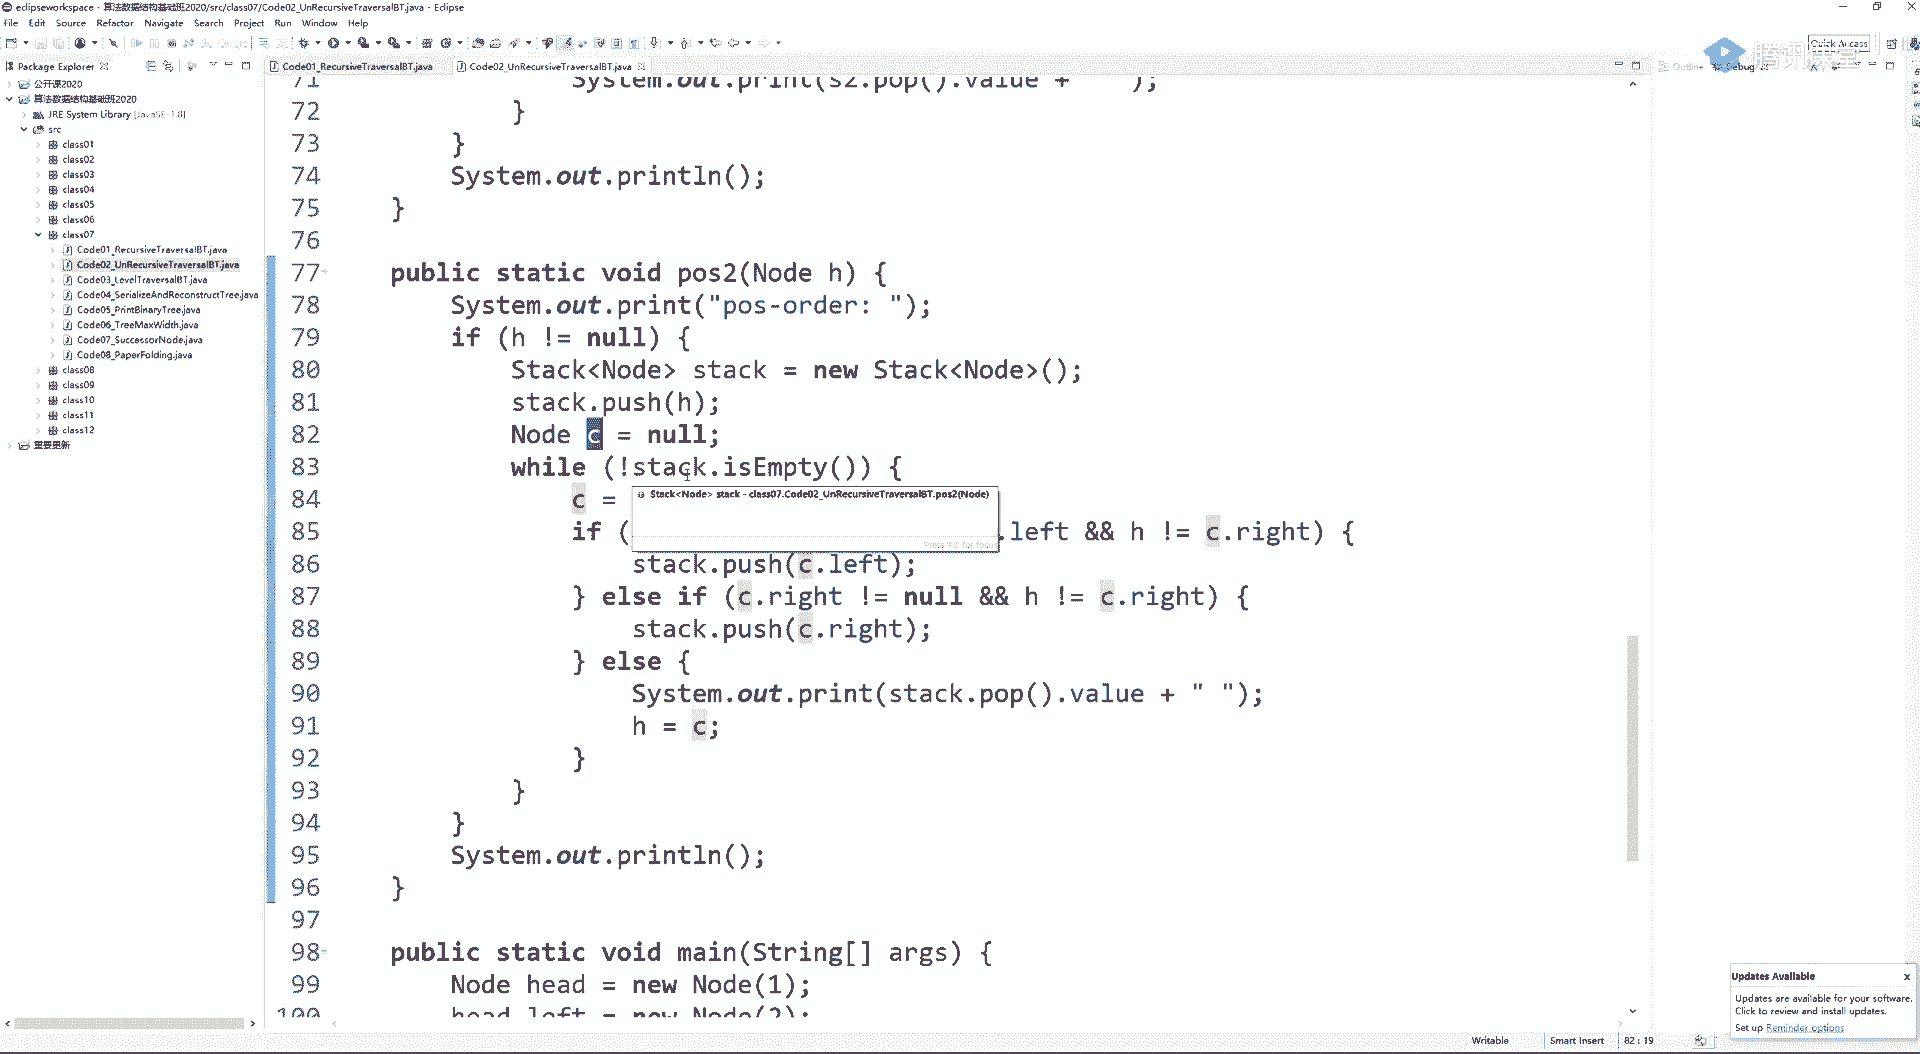 eclipseworkspace - 算法数据结构基础班2020/src/class07/Code02_UnRecursiveTraversalBT.java - Eclipse
File Edit Source Refactor Navigate Search Project Run Window Help
Quick Access
腾讯课堂
Package Explorer
Code01_RecursiveTraversalBT.java
Code02_UnRecursiveTraversalBT.java
Outline
Debug
公开课2020
算法数据结构基础班2020
JRE System Library [JavaSE-1.8]
src
class01
class02
class03
class04
class05
class06
class07
Code01_RecursiveTraversalBT.java
Code02_UnRecursiveTraversalBT.java
Code03_LevelTraversalBT.java
Code04_SerializeAndReconstructTree.java
Code05_PrintBinaryTree.java
Code06_TreeMaxWidth.java
Code07_SuccessorNode.java
Code08_PaperFolding.java
class08
class09
class10
class11
class12
重要更新
71 System.out.print(s2.pop().value + );
72 }
73 }
74 System.out.println();
75 }
76
77 public static void pos2(Node h) {
78 System.out.print("pos-order: ");
79 if (h != null) {
80 Stack<Node> stack = new Stack<Node>();
81 stack.push(h);
82 Node c = null;
83 while (!stack.isEmpty()) {
84 c =
Stack<Node> stack - class07.Code02_UnRecursiveTraversalBT.pos2(Node)
85 if ( .left && h != c.right) {
Press 'F2' for focus
86 stack.push(c.left);
87 } else if (c.right != null && h != c.right) {
88 stack.push(c.right);
89 } else {
90 System.out.print(stack.pop().value + " ");
91 h = c;
92 }
93 }
94 }
95 System.out.println();
96 }
97
98 public static void main(String[] args) {
99 Node head = new Node(1);
100 head.left = new Node(2);
Updates Available
Updates are available for your software.
Click to review and install updates.
Set up Reminder options
Writable Smart Insert 82 : 19